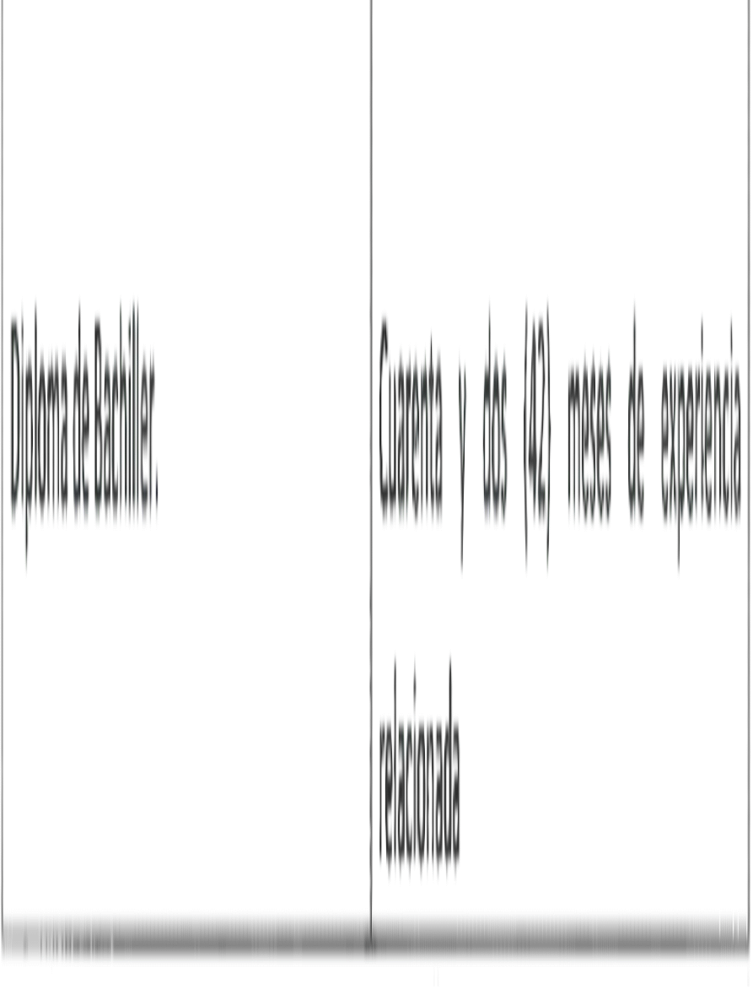 Diploma de Bachiller.
Cuarenta y dos (42) meses de experiencia
relacionada